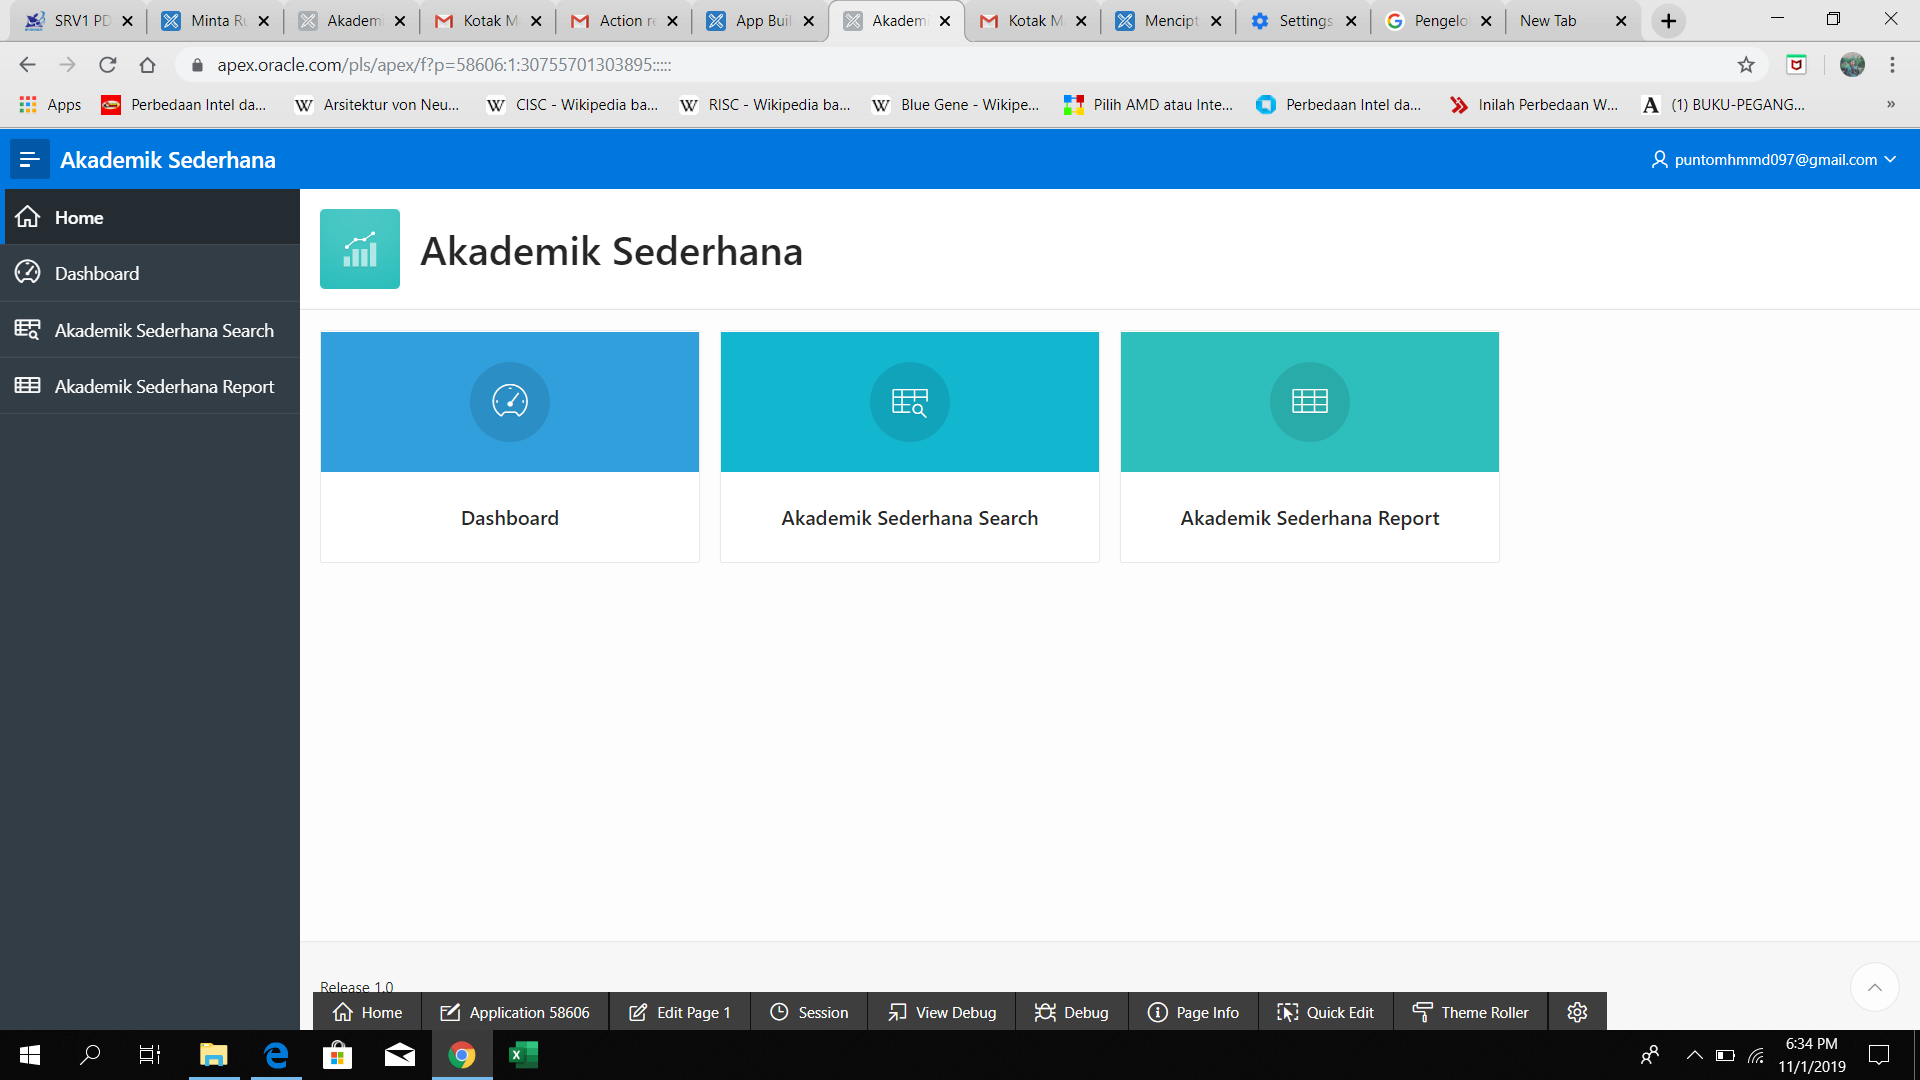 SRV1 PD
Minta Ru
Akademi
Kotak M
Action re
App Buil
Akademi
Kotak M
Mencipt
Settings
Pengelo
New Tab
apex.oracle.com/pls/apex/f?p=58606:1:30755701303895:::::
Apps
Perbedaan Intel da...
Arsitektur von Neu...
CISC - Wikipedia ba...
RISC - Wikipedia ba...
Blue Gene - Wikipe...
Pilih AMD atau Inte...
Perbedaan Intel da...
Inilah Perbedaan W...
(1) BUKU-PEGANG...
»
Akademik Sederhana
puntomhmmd097@gmail.com
Home
Dashboard
Akademik Sederhana Search
Akademik Sederhana Report
Akademik Sederhana
Dashboard
Akademik Sederhana Search
Akademik Sederhana Report
Release 1.0
Home
Application 58606
Edit Page 1
Session
View Debug
Debug
Page Info
Quick Edit
Theme Roller
6:34 PM
11/1/2019